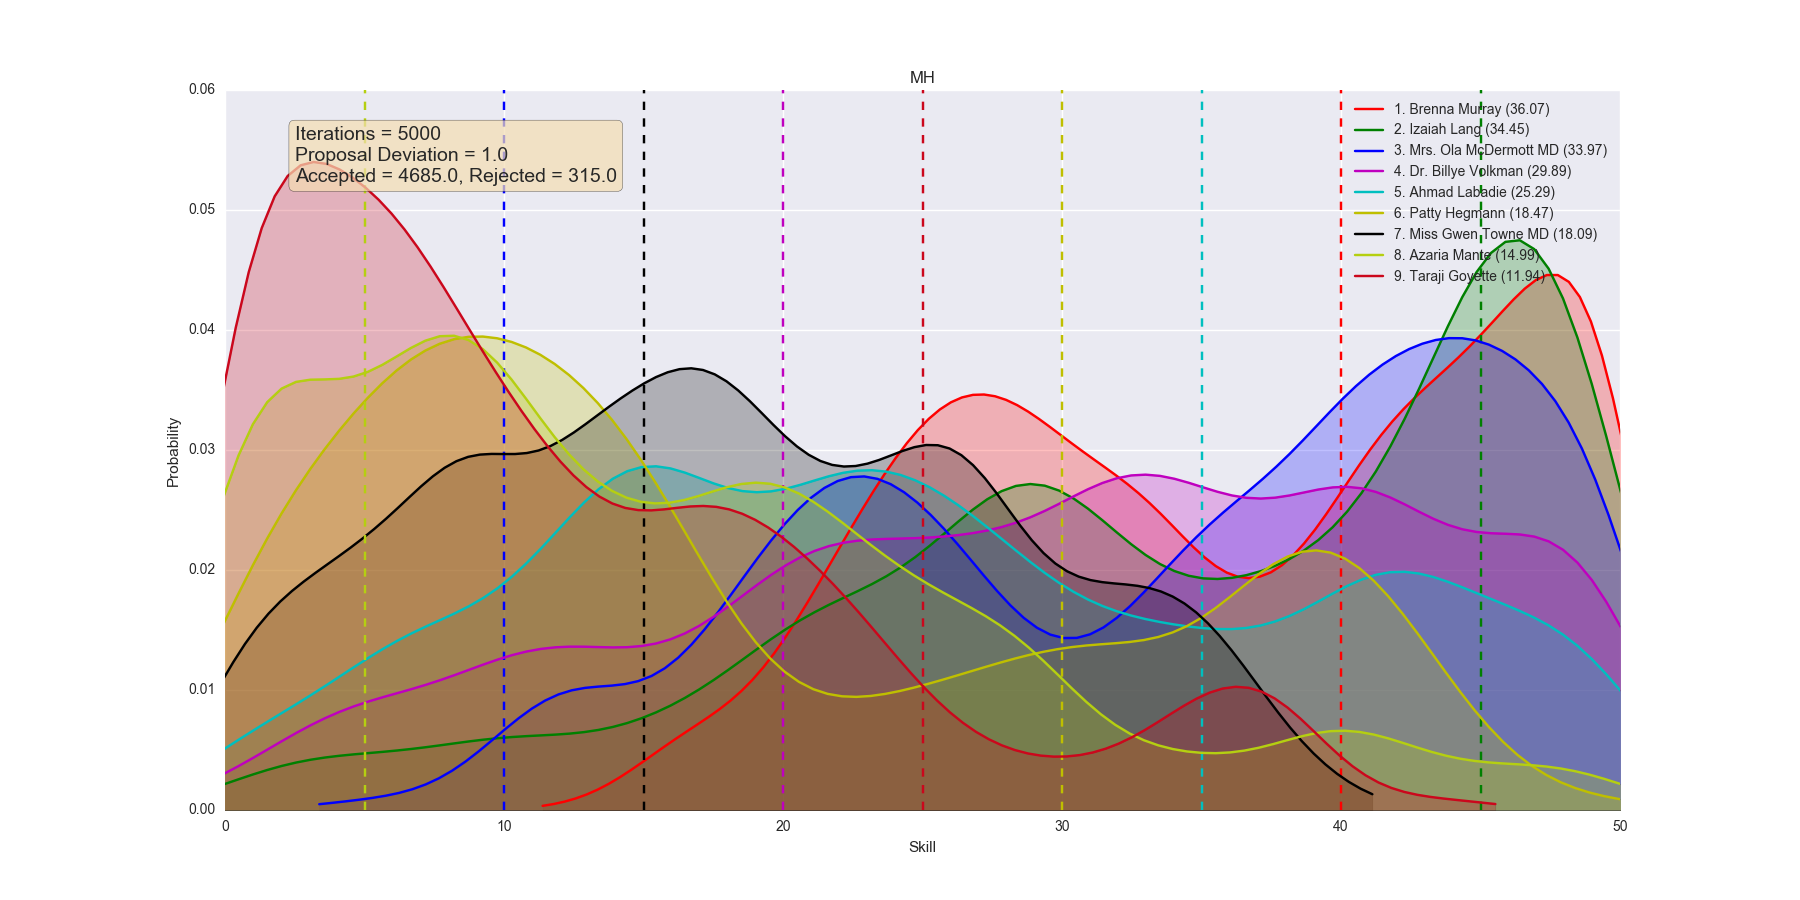 MH
0.06
0.05
0.04
0.03
0.02
0.01
0.00
Probability
Iterations = 5000
Proposal Deviation = 1.0
Accepted = 4685.0, Rejected = 315.0
1. Brenna Murray (36.07)
2. Izaiah Lang (34.45)
3. Mrs. Ola McDermott MD (33.97)
4. Dr. Billye Volkman (29.89)
5. Ahmad Labadie (25.29)
6. Patty Hegmann (18.47)
7. Miss Gwen Towne MD (18.09)
8. Azaria Mante (14.99)
9. Taraji Goyette (11.94)
0 10 20 30 40 50
Skill